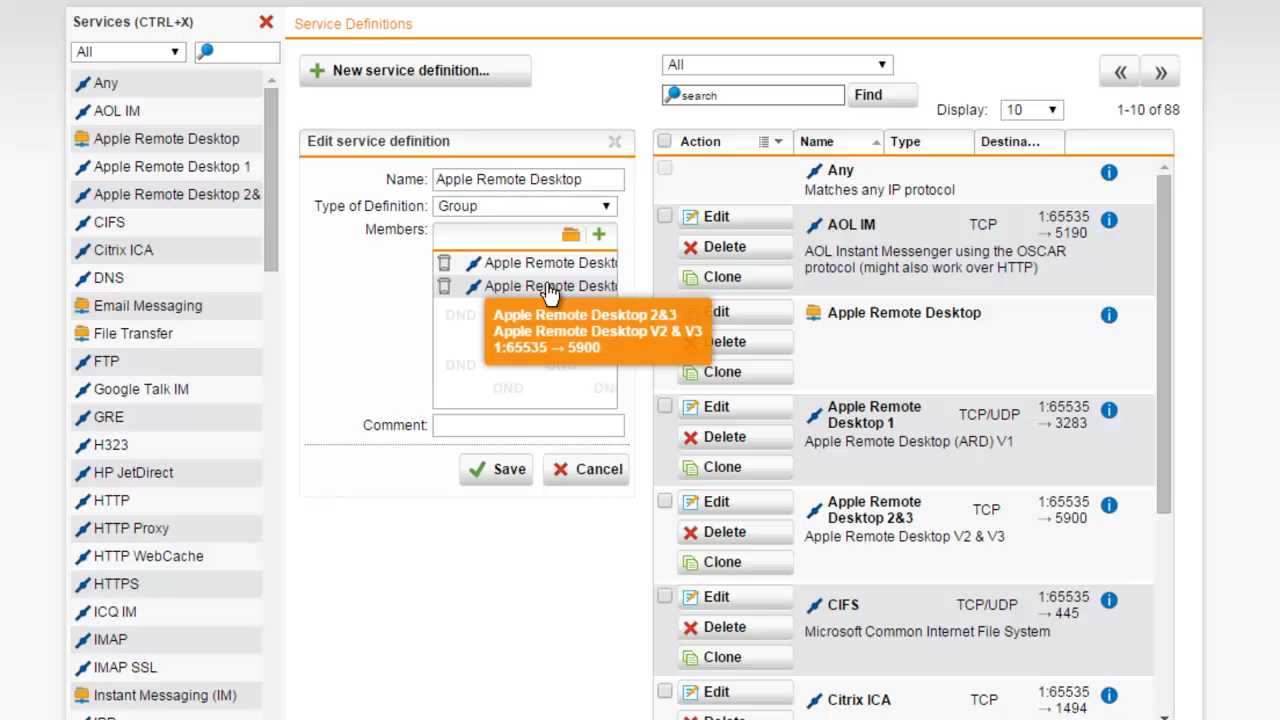 Services (CTRL+X)
All
Any
AOL IM
Apple Remote Desktop
Apple Remote Desktop 1
Apple Remote Desktop 2&
CIFS
Citrix ICA
DNS
Email Messaging
File Transfer
FTP
Google Talk IM
GRE
H323
HP JetDirect
HTTP
HTTP Proxy
HTTP WebCache
HTTPS
ICQ IM
IMAP
IMAP SSL
Instant Messaging (IM)
Service Definitions
New service definition...
Edit service definition
Name: Apple Remote Desktop
Type of Definition: Group
Members:
Apple Remote Deskto
Apple Remote Deskto
Apple Remote Desktop 2&3
Apple Remote Desktop V2 & V3
1:65535 → 5900
DND
DND
DND
DND
Comment:
Save Cancel
All
search Find
Display: 10 1-10 of 88
Action Name Type Destina...
Any
Matches any IP protocol
Edit
Delete
Clone
AOL IM TCP 1:65535
→ 5190
AOL Instant Messenger using the OSCAR
protocol (might also work over HTTP)
Edit
Delete
Clone
Apple Remote Desktop
Edit
Delete
Clone
Apple Remote
Desktop 1
TCP/UDP 1:65535
→ 3283
Apple Remote Desktop (ARD) V1
Edit
Delete
Clone
Apple Remote
Desktop 2&3
TCP 1:65535
→ 5900
Apple Remote Desktop V2 & V3
Edit
Delete
Clone
CIFS TCP/UDP 1:65535
→ 445
Microsoft Common Internet File System
Edit
Citrix ICA TCP 1:65535
→ 1494